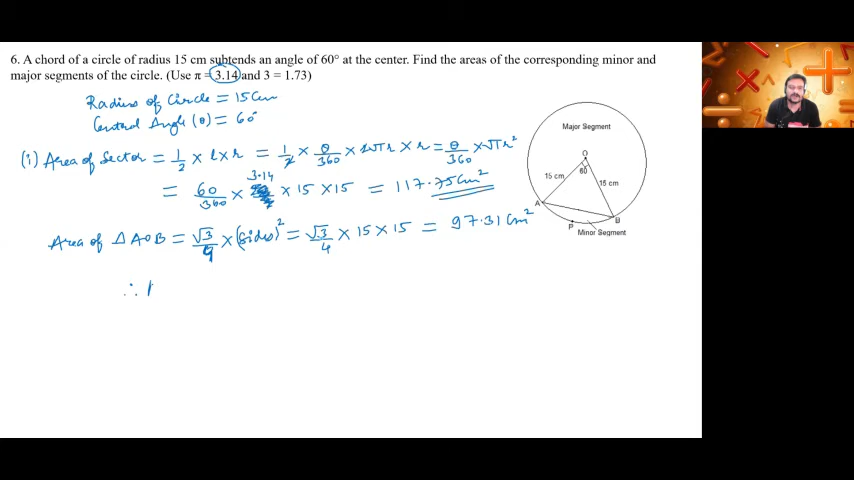 6. A chord of a circle of radius 15 cm subtends an angle of 60° at the center. Find the areas of the corresponding minor and
major segments of the circle. (Use π = 3.14 and 3 = 1.73)
Radius of Circle = 15 Cm
Central Angle (θ) = 60°
(i) Area of Sector = 1/2 × l × r = 1/2 × θ/360 × 2πr × r = θ/360 × πr²
3.14
= 60/360 × × 15 × 15 = 117.75 Cm²
Area of △ AOB = √3/4 × (sides)² = √3/4 × 15 × 15 = 97.31 Cm²
∴
Major Segment
O
60
15 cm
15 cm
A
B
P
Minor Segment